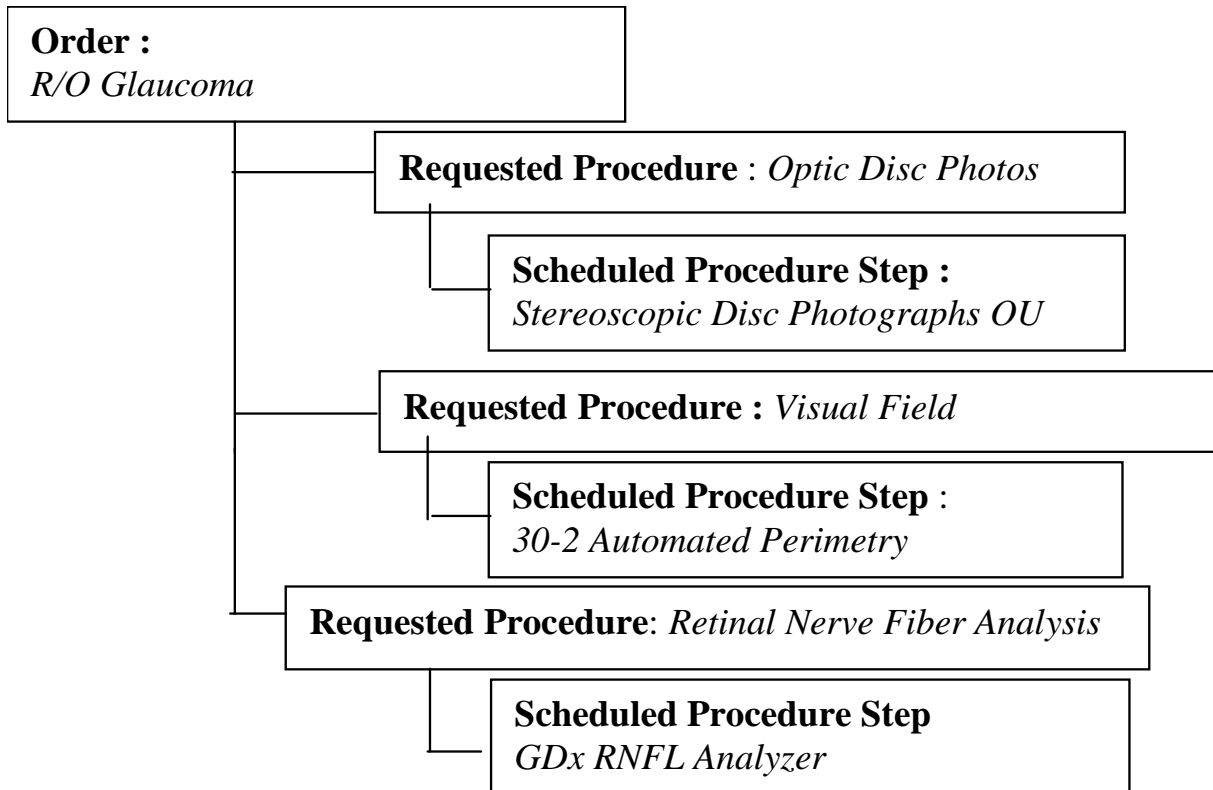 Order :
R/O Glaucoma
Requested Procedure : Optic Disc Photos
Scheduled Procedure Step :
Stereoscopic Disc Photographs OU
Requested Procedure : Visual Field
Scheduled Procedure Step :
30-2 Automated Perimetry
Requested Procedure: Retinal Nerve Fiber Analysis
Scheduled Procedure Step
GDx RNFL Analyzer